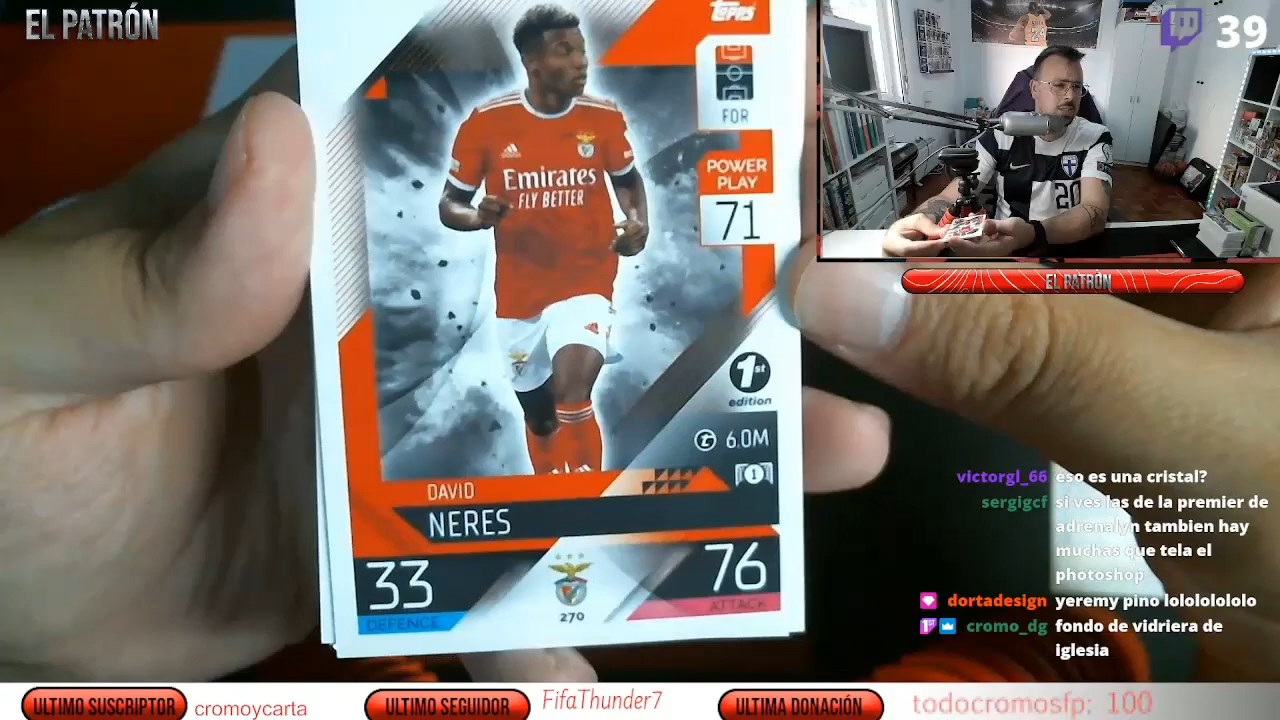 EL PATRÓN
Topps
39
FOR
POWER
PLAY
71
Emirates
FLY BETTER
20
EL PATRÓN
1st
edition
6.0M
1
DAVID
NERES
33
DEFENCE
76
ATTACK
270
victorgl_66 eso es una cristal?
sergigcf si ves las de la premier de
adrenalyn tambien hay
muchas que tela el
photoshop
dortadesign yeremy pino lolololololo
1ST cromo_dg fondo de vidriera de
iglesia
ULTIMO SUSCRIPTOR cromoycarta
ULTIMO SEGUIDOR FifaThunder7
ULTIMA DONACIÓN todocromosfp: 100